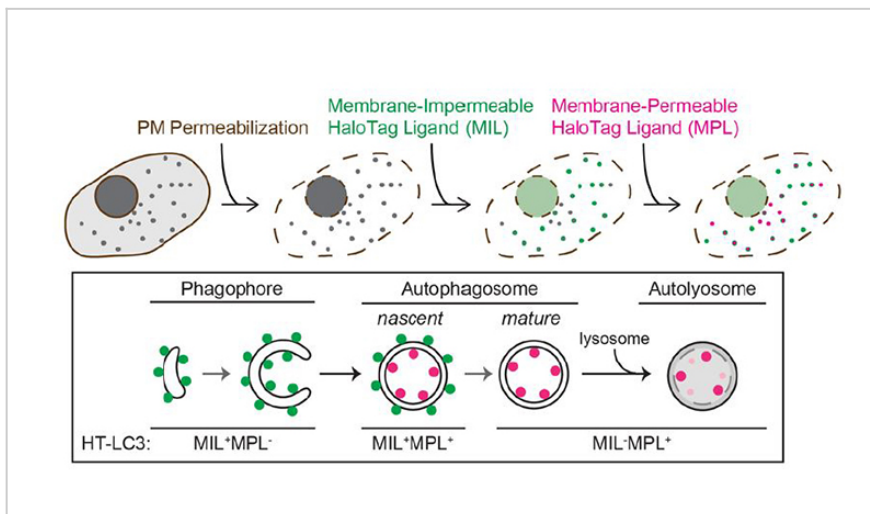 PM Permeabilization
Membrane-Impermeable
HaloTag Ligand (MIL)
Membrane-Permeable
HaloTag Ligand (MPL)
Phagophore
Autophagosome
Autolysosome
nascent
mature
lysosome
HT-LC3:
MIL⁺MPL⁻
MIL⁺MPL⁺
MIL⁻MPL⁺